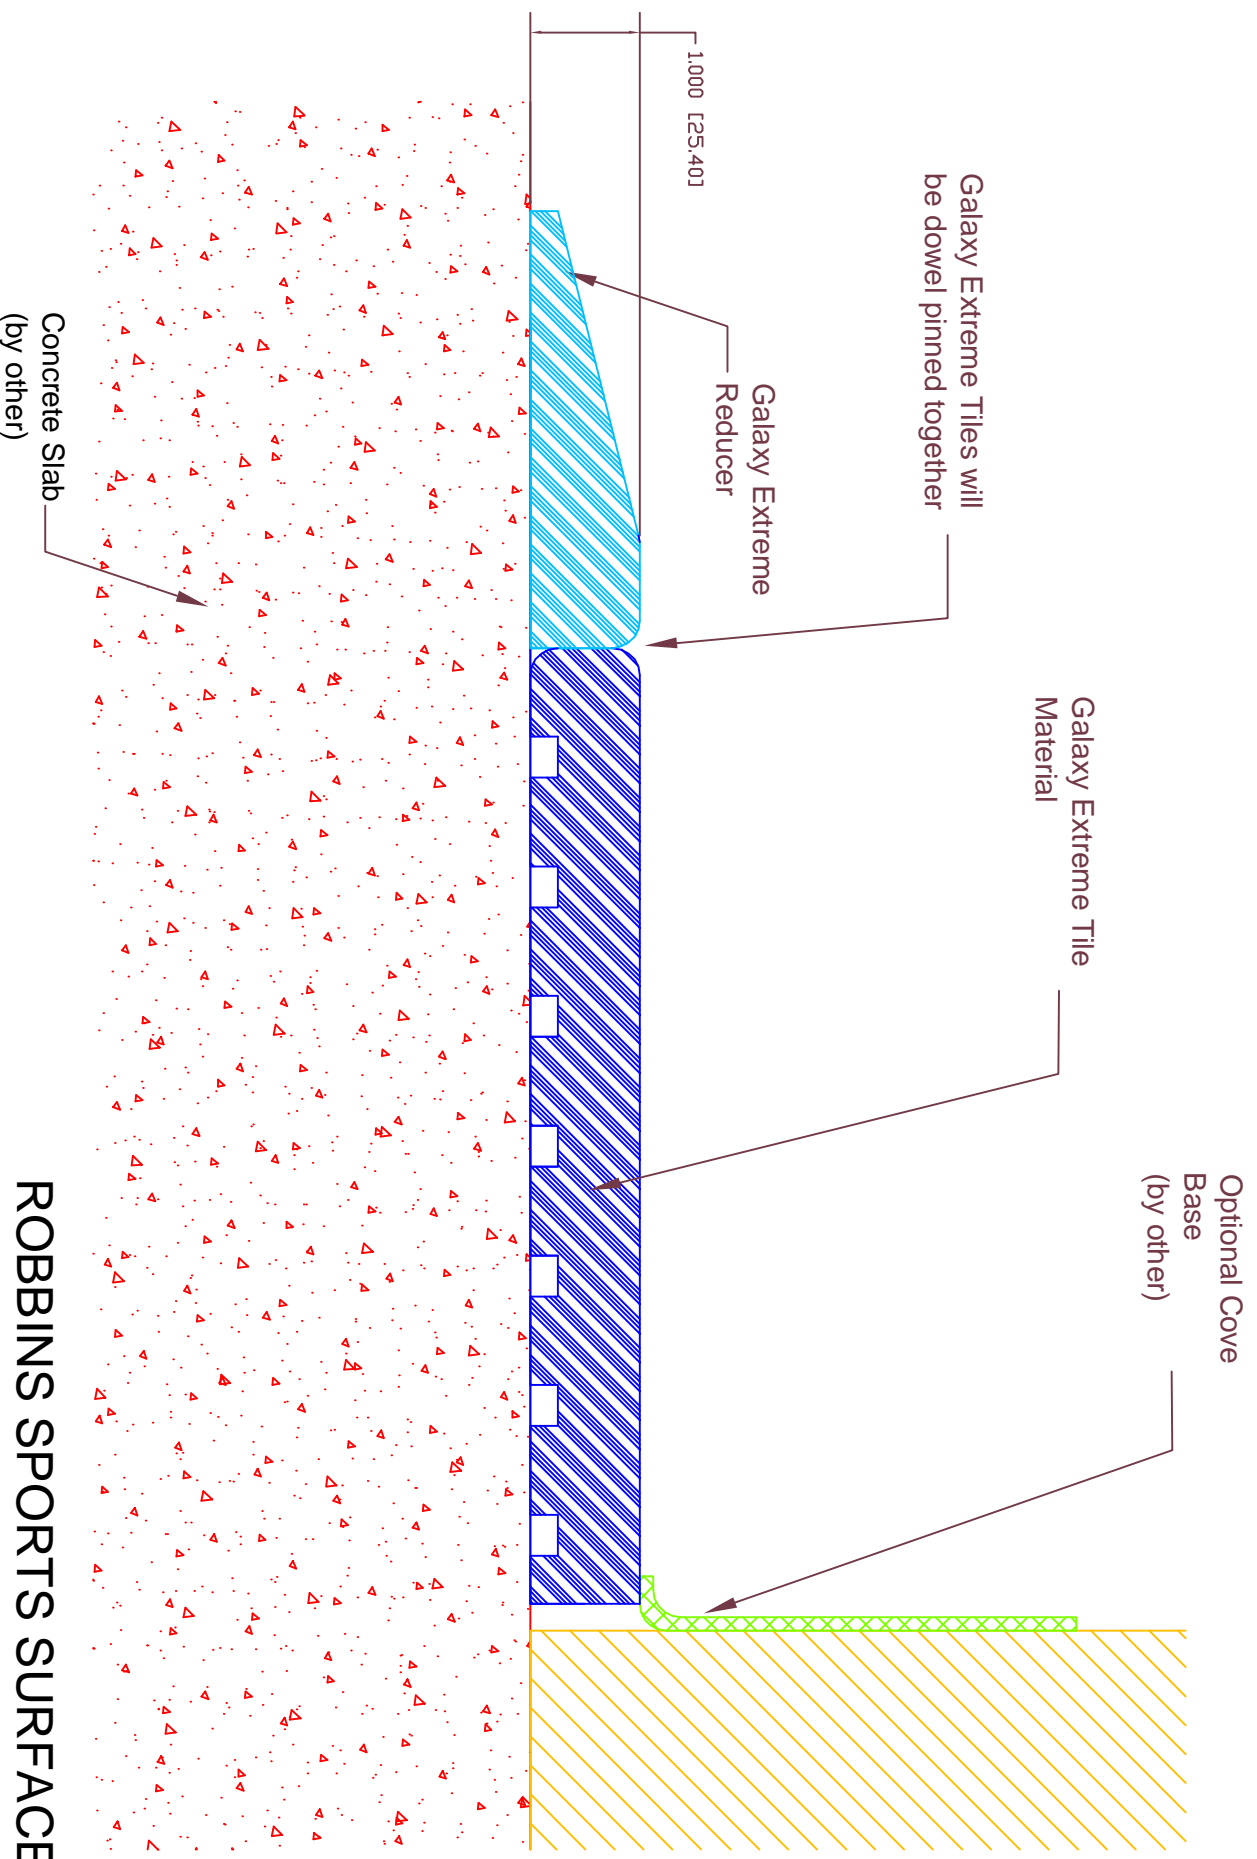 Optional Cove
Base
(by other)
Galaxy Extreme Tile
Material
Galaxy Extreme Tiles will
be dowel pinned together
Galaxy Extreme
Reducer
1.000 [25.40]
Concrete Slab
(by other)
ROBBINS SPORTS SURFACE